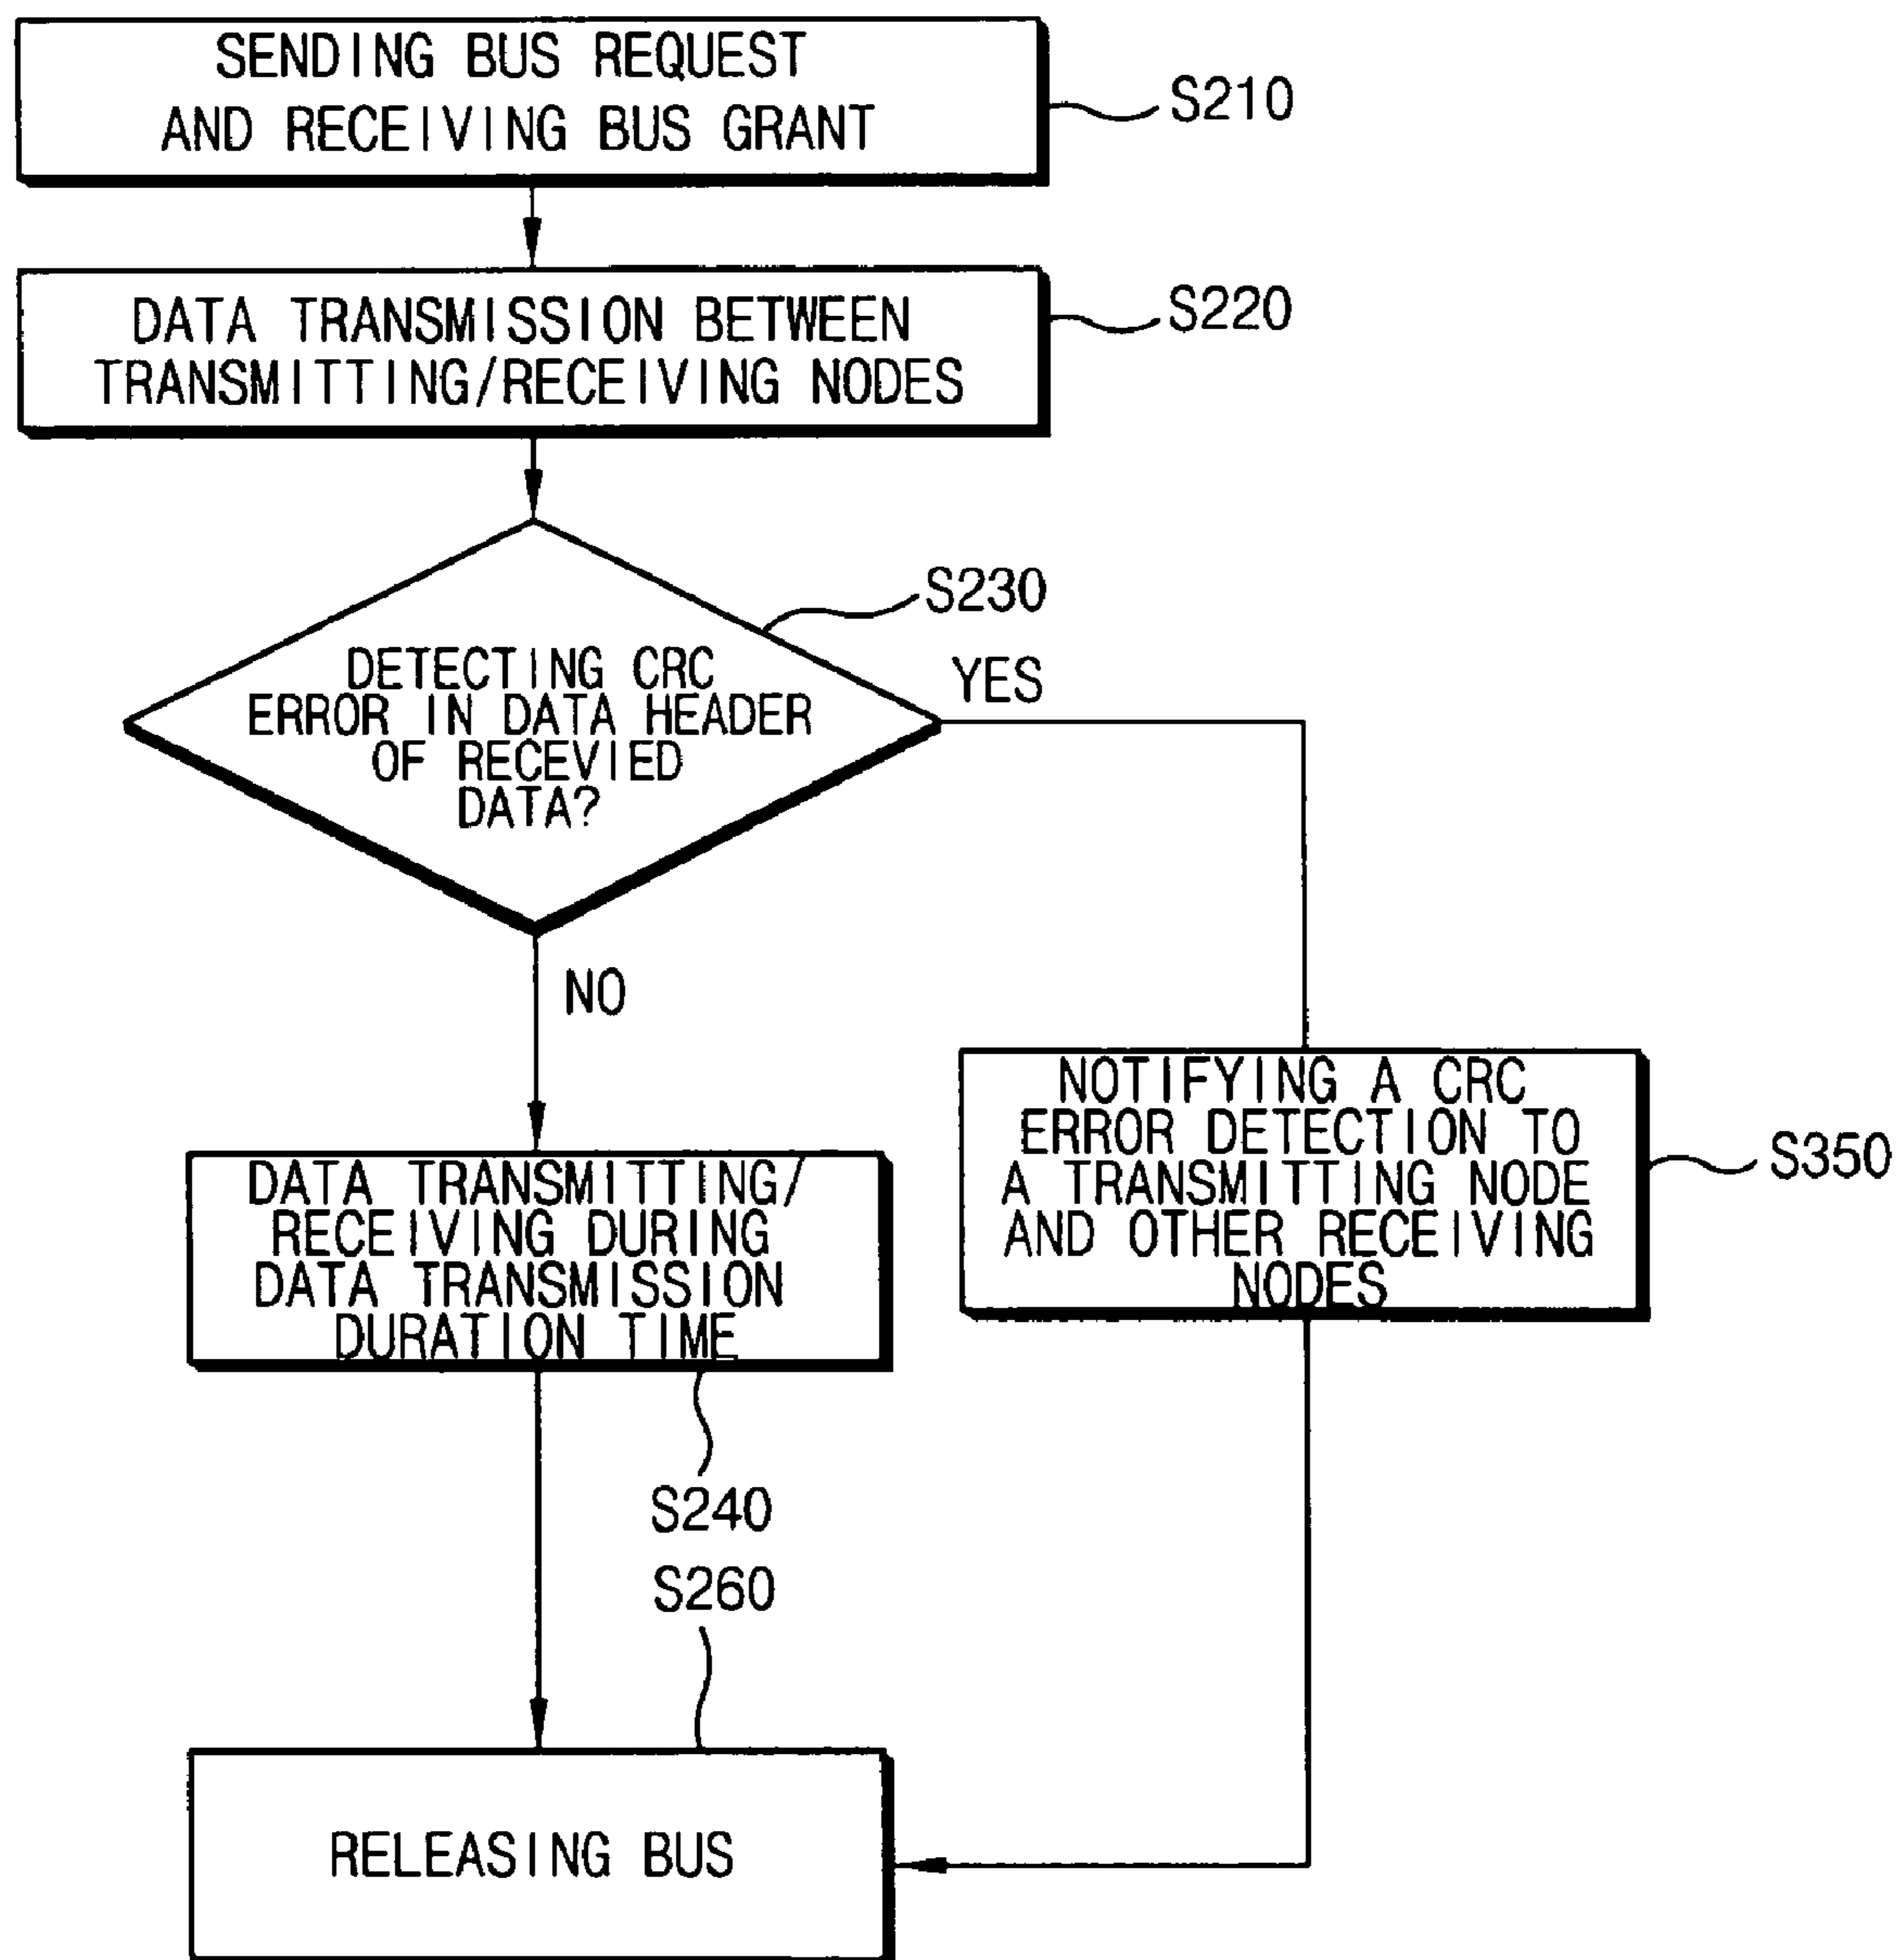 SENDING BUS REQUEST
AND RECEIVING BUS GRANT
S210
DATA TRANSMISSION BETWEEN
TRANSMITTING/RECEIVING NODES
S220
S230
DETECTING CRC
ERROR IN DATA HEADER
OF RECEVIED
DATA?
YES
NO
NOTIFYING A CRC
ERROR DETECTION TO
A TRANSMITTING NODE
AND OTHER RECEIVING
NODES
S350
DATA TRANSMITTING/
RECEIVING DURING
DATA TRANSMISSION
DURATION TIME
S240
S260
RELEASING BUS